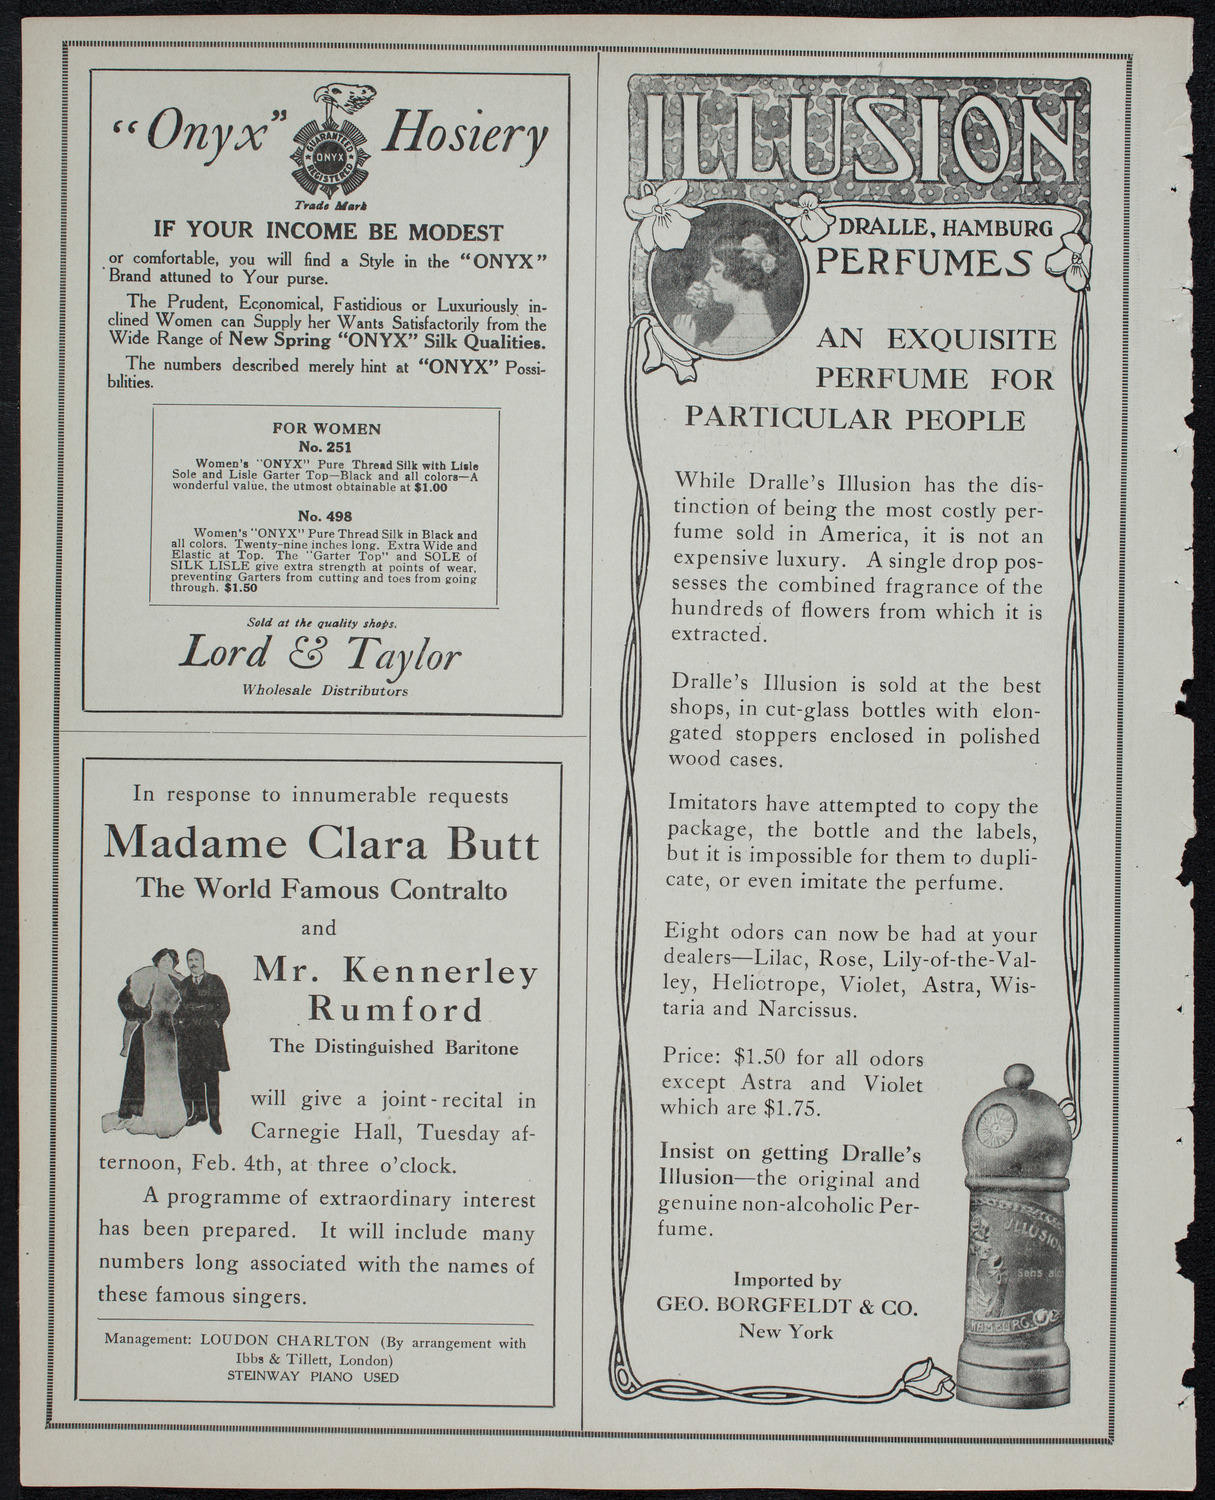 "Onyx" Hosiery
GUARANTEED
ONYX
REGISTERED
Trade Mark
IF YOUR INCOME BE MODEST
or comfortable, you will find a Style in the "ONYX"
Brand attuned to Your purse.
The Prudent, Economical, Fastidious or Luxuriously in-
clined Women can Supply her Wants Satisfactorily from the
Wide Range of New Spring "ONYX" Silk Qualities.
The numbers described merely hint at "ONYX" Possi-
bilities.
FOR WOMEN
No. 251
Women's "ONYX" Pure Thread Silk with Lisle
Sole and Lisle Garter Top—Black and all colors—A
wonderful value, the utmost obtainable at $1.00
No. 498
Women's "ONYX" Pure Thread Silk in Black and
all colors. Twenty-nine inches long. Extra Wide and
Elastic at Top. The "Garter Top" and SOLE of
SILK LISLE give extra strength at points of wear,
preventing Garters from cutting and toes from going
through. $1.50
Sold at the quality shops.
Lord & Taylor
Wholesale Distributors
In response to innumerable requests
Madame Clara Butt
The World Famous Contralto
and
Mr. Kennerley
Rumford
The Distinguished Baritone
will give a joint-recital in
Carnegie Hall, Tuesday af-
ternoon, Feb. 4th, at three o'clock.
A programme of extraordinary interest
has been prepared. It will include many
numbers long associated with the names of
these famous singers.
Management: LOUDON CHARLTON (By arrangement with
Ibbs & Tillett, London)
STEINWAY PIANO USED
ILLUSION
DRALLE, HAMBURG
PERFUMES
AN EXQUISITE
PERFUME FOR
PARTICULAR PEOPLE
While Dralle's Illusion has the dis-
tinction of being the most costly per-
fume sold in America, it is not an
expensive luxury. A single drop pos-
sesses the combined fragrance of the
hundreds of flowers from which it is
extracted.
Dralle's Illusion is sold at the best
shops, in cut-glass bottles with elon-
gated stoppers enclosed in polished
wood cases.
Imitators have attempted to copy the
package, the bottle and the labels,
but it is impossible for them to dupli-
cate, or even imitate the perfume.
Eight odors can now be had at your
dealers—Lilac, Rose, Lily-of-the-Val-
ley, Heliotrope, Violet, Astra, Wis-
taria and Narcissus.
Price: $1.50 for all odors
except Astra and Violet
which are $1.75.
Insist on getting Dralle's
Illusion—the original and
genuine non-alcoholic Per-
fume.
Imported by
GEO. BORGFELDT & CO.
New York
ILLUSION
Sans alc
HAMBURG